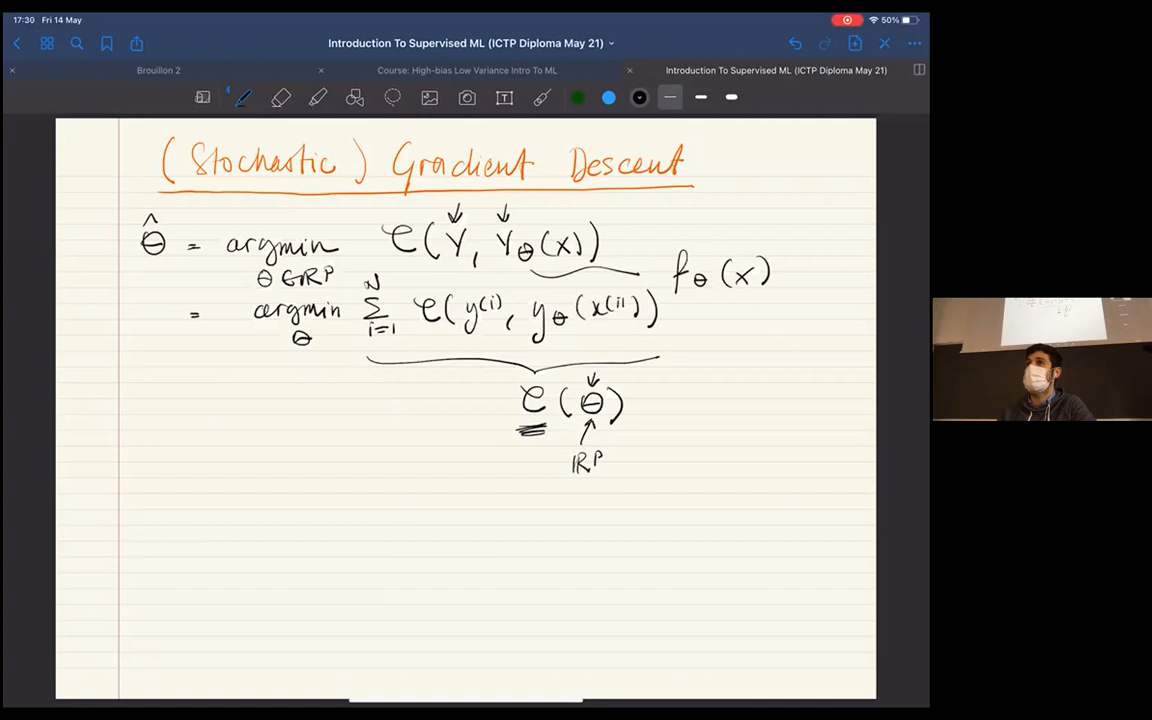 17:30 Fri 14 May
50%
Introduction To Supervised ML (ICTP Diploma May 21)
Brouillon 2
Course: High-bias Low Variance Intro To ML
Introduction To Supervised ML (ICTP Diploma May 21)
(Stochastic) Gradient Descent
θ̂ = argmin C(Y, Yθ(X))
θ∈ℝᴾ
fθ(x)
= argmin Σ C(y⁽ⁱ⁾, yθ(x⁽ⁱ⁾))
θ i=1 N
C(θ)
ℝᴾ